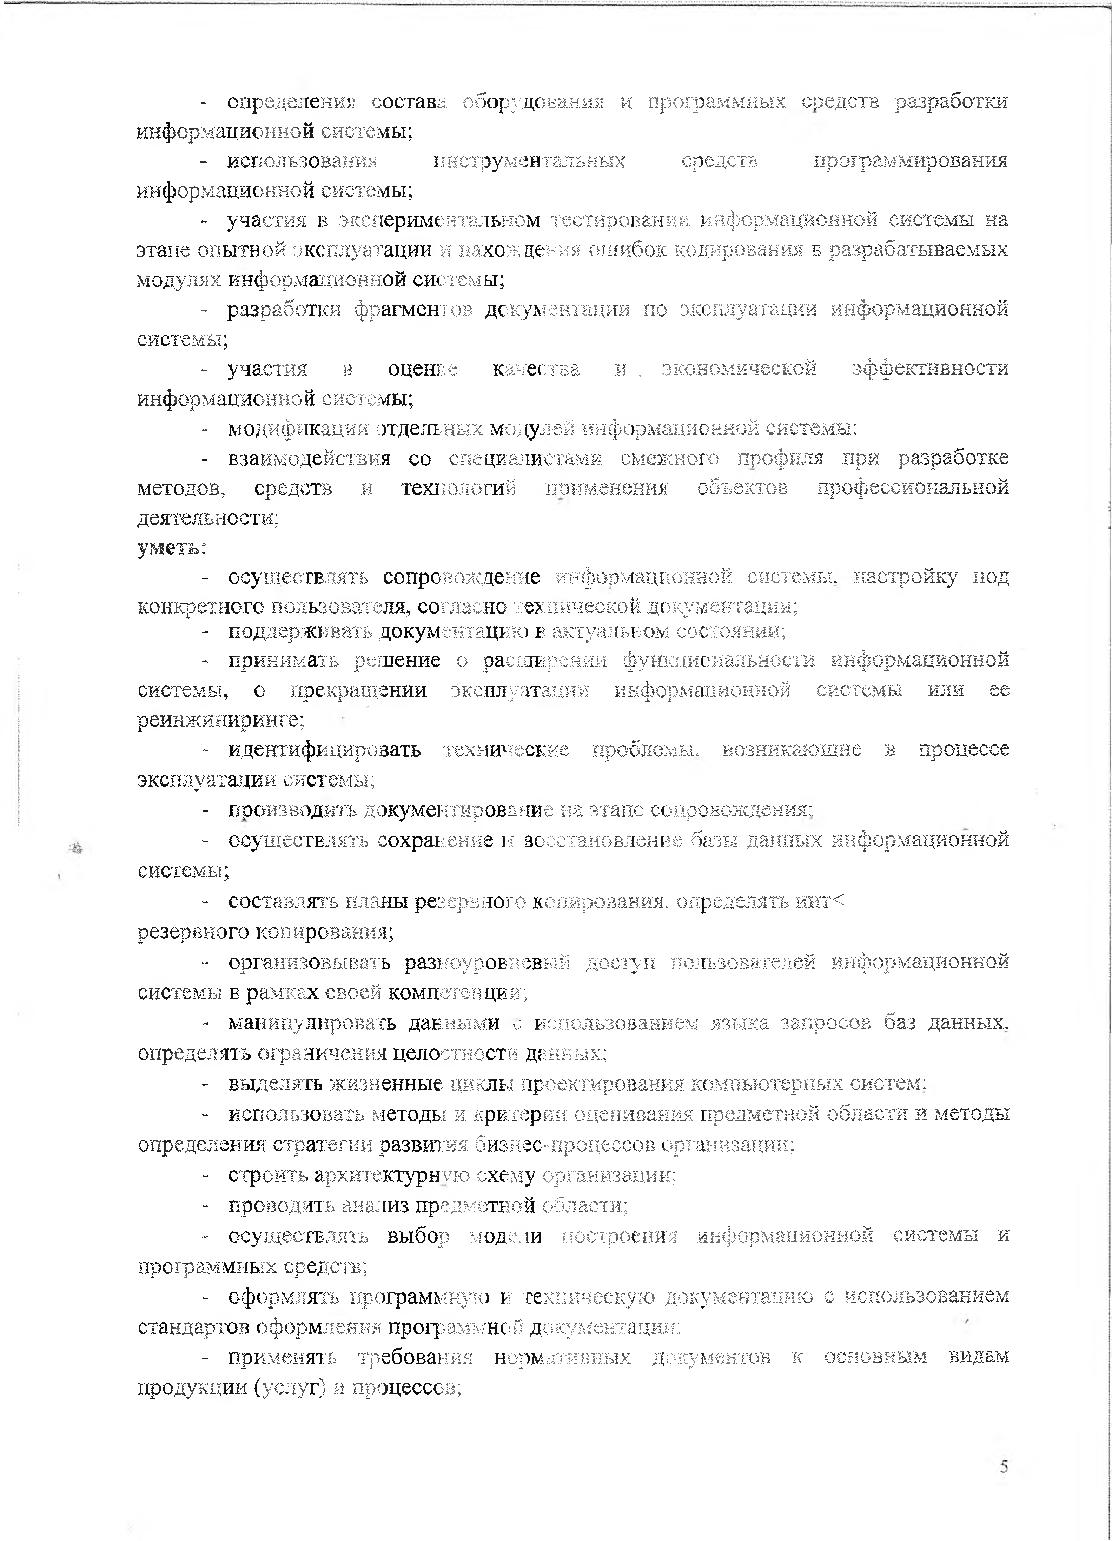 - определения состава оборудования и программных средств разработки
информационной системы;
- использования инструментальных средств программирования
информационной системы;
- участия в экспериментальном тестировании информационной системы на
этапе опытной эксплуатации и нахождения ошибок кодирования в разрабатываемых
модулях информационной системы;
- разработки фрагментов документации по эксплуатации информационной
системы;
- участия в оценке качества и экономической эффективности
информационной системы;
- модификации отдельных модулей информационной системы;
- взаимодействия со специалистами смежного профиля при разработке
методов, средств и технологий применения объектов профессиональной
деятельности;
уметь:
- осуществлять сопровождение информационной системы, настройку под
конкретного пользователя, согласно технической документации;
- поддерживать документацию в актуальном состоянии;
- принимать решение о расширении функциональности информационной
системы, о прекращении эксплуатации информационной системы или ее
реинжиниринге;
- идентифицировать технические проблемы, возникающие в процессе
эксплуатации системы;
- производить документирование на этапе сопровождения;
- осуществлять сохранение и восстановление базы данных информационной
системы;
- составлять планы резервного копирования, определять инт<
резервного копирования;
- организовывать разноуровневый доступ пользователей информационной
системы в рамках своей компетенции;
- манипулировать данными с использованием языка запросов баз данных,
определять ограничения целостности данных;
- выделять жизненные циклы проектирования компьютерных систем;
- использовать методы и критерии оценивания предметной области и методы
определения стратегии развития бизнес-процессов организации;
- строить архитектурную схему организации;
- проводить анализ предметной области;
- осуществлять выбор модели построения информационной системы и
программных средств;
- оформлять программную и техническую документацию с использованием
стандартов оформления программной документации;
- применять требования нормативных документов к основным видам
продукции (услуг) и процессов;
5